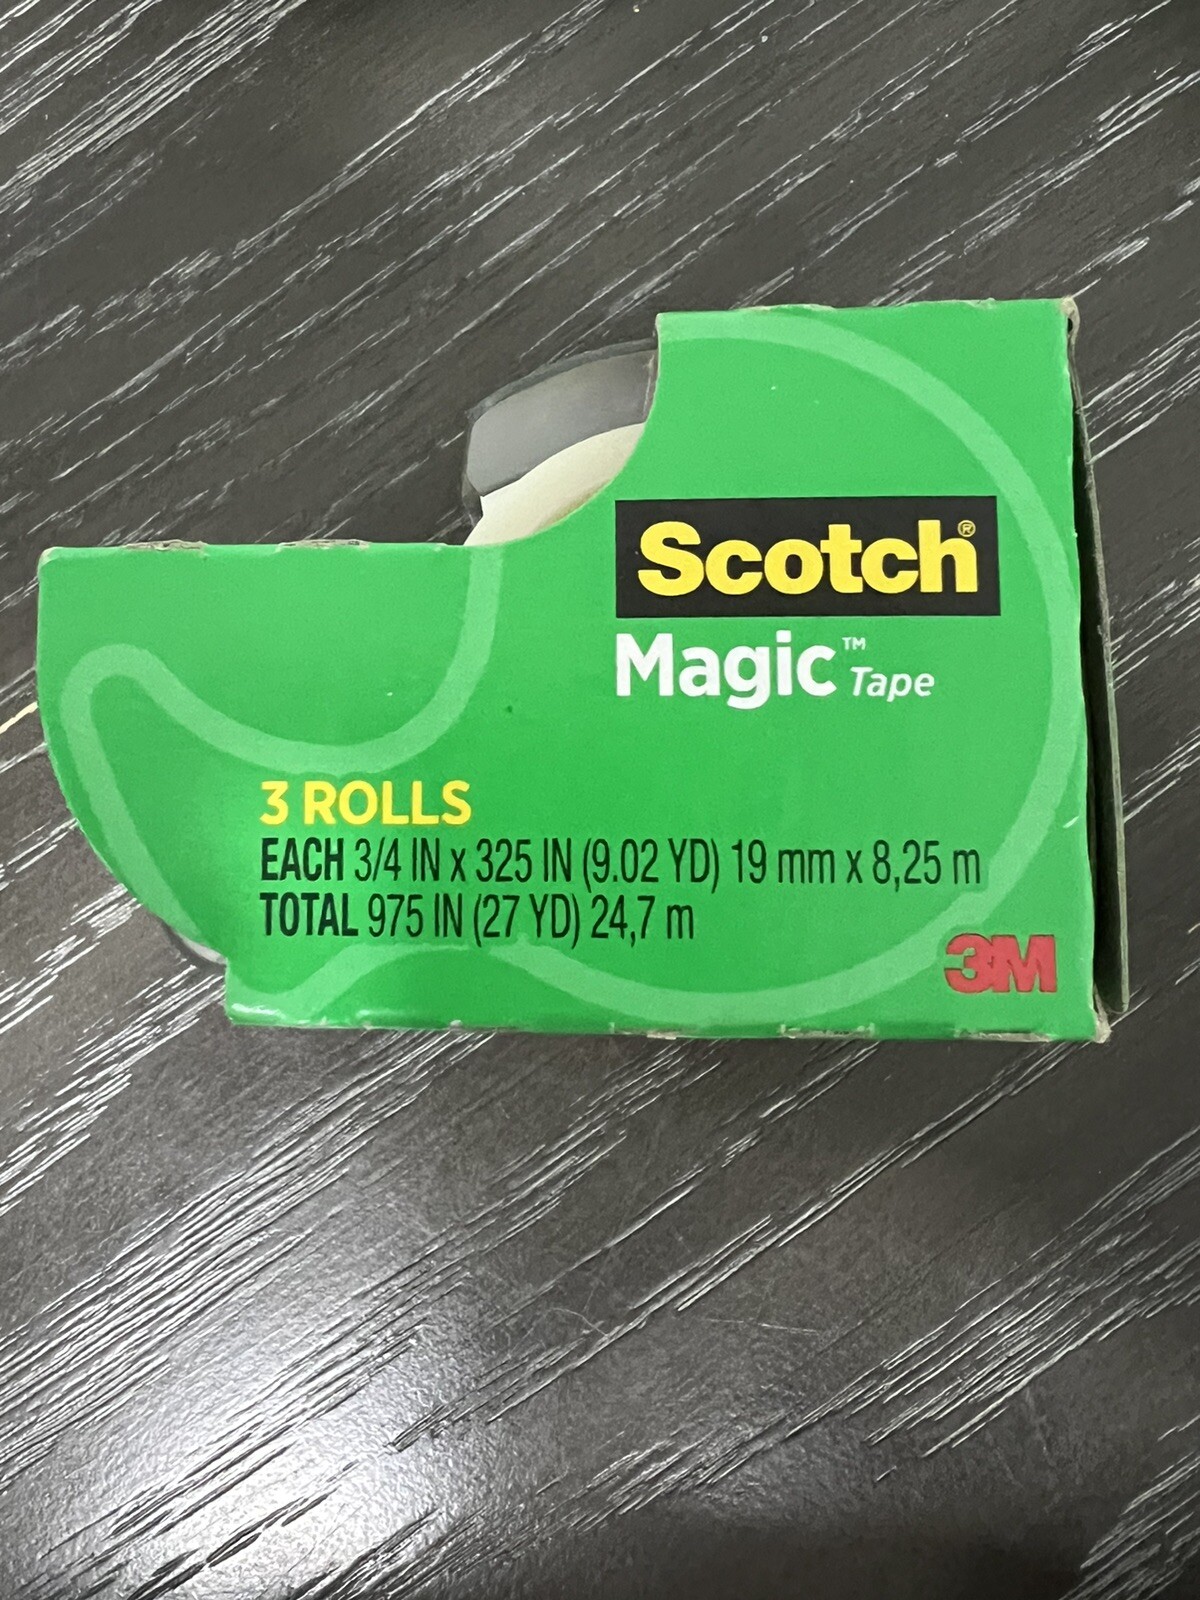 Scotch®
Magic™ Tape
3 ROLLS
EACH 3/4 IN x 325 IN (9.02 YD) 19 mm x 8,25 m
TOTAL 975 IN (27 YD) 24,7 m
3M